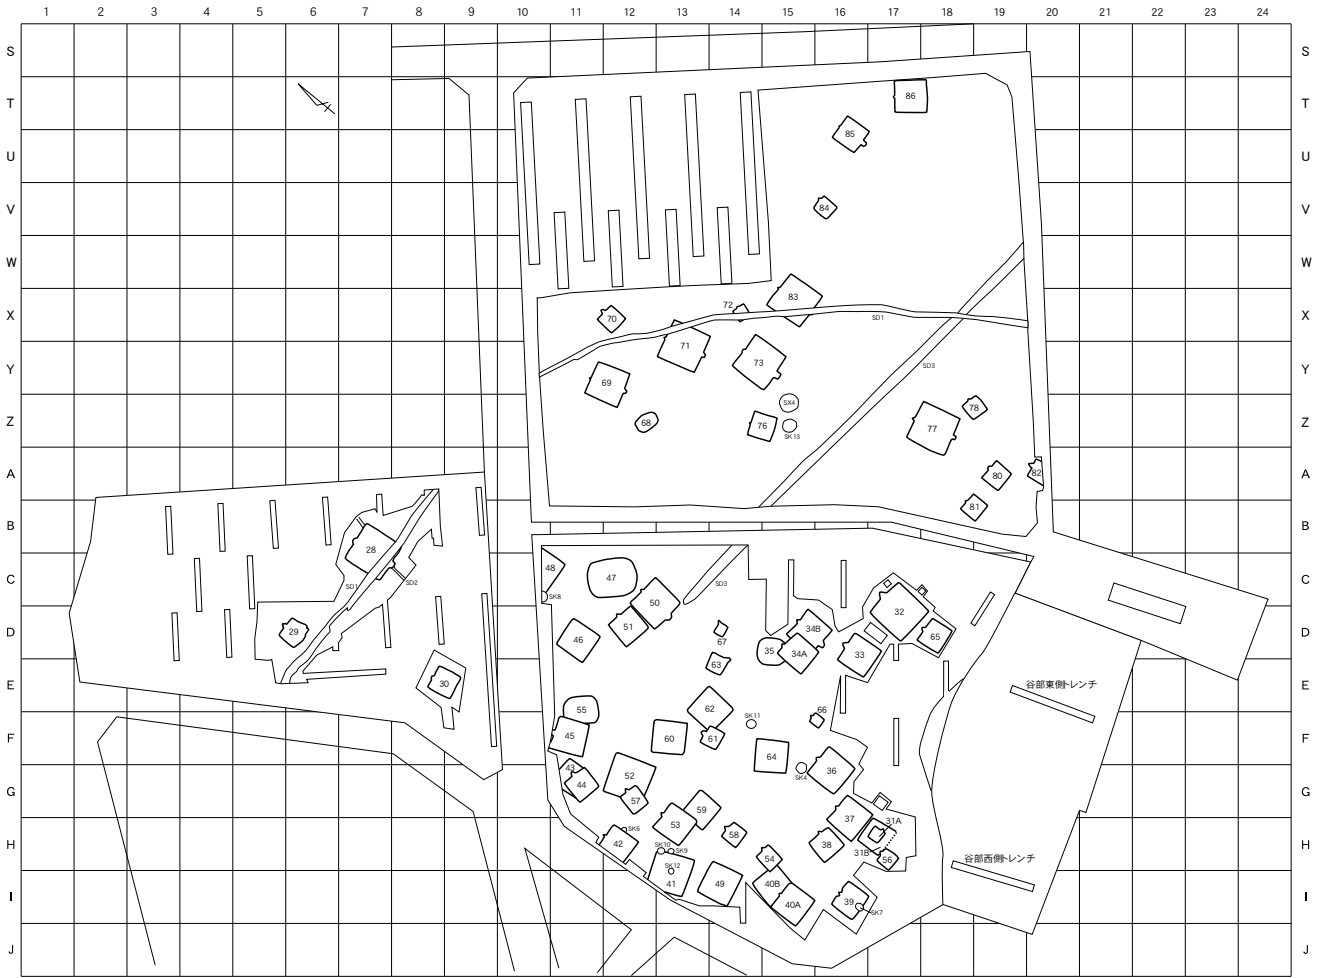 1 2 3 4 5 6 7 8 9 10 11 12 13 14 15 16 17 18 19 20 21 22 23 24
S S
T 86 T
85
U U
V 84 V
W W
83
72
X 70 SD1 X
71
73 SD3
Y 69 Y
SX4 78
Z 68 76 SK13 77 Z
A 80 82 A
81
B B
28
48 47
C SD1 SD2 SD3 C
SK8 50 32
D 29 46 51 67 34B 65 D
35 34A 33
63
E 30 谷部東側トレンチ E
55 62 66
SK11
F 45 60 61 F
64
43 52 36
44 SK4
G 57 G
59
53 37 31A
SK6 58
H 42 SK10 SK9 38 31B H
54 56 谷部西側トレンチ
SK12
41 49 40B
I 40A 39 SK7 I
J J